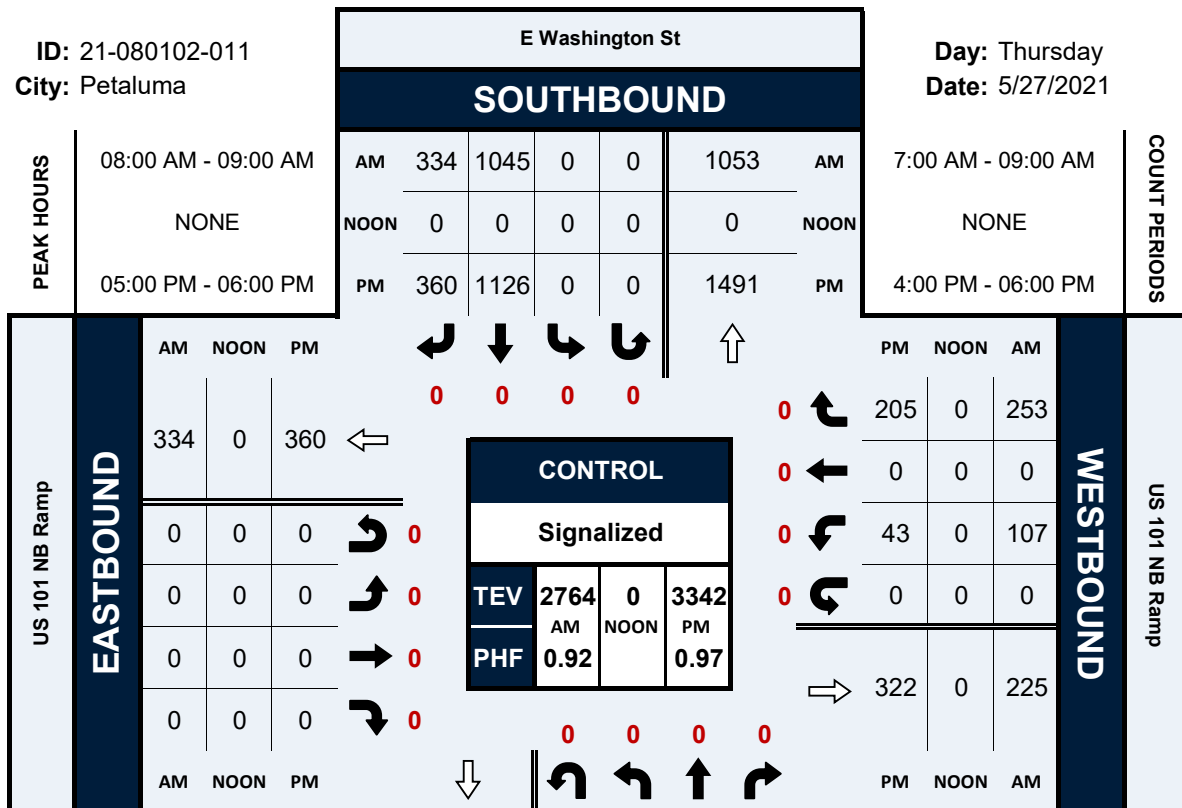 E Washington St
ID: 21-080102-011
City: Petaluma
Day: Thursday
Date: 5/27/2021
SOUTHBOUND
PEAK HOURS
08:00 AM - 09:00 AM
NONE
05:00 PM - 06:00 PM
AM 334 1045 0 0 1053 AM
NOON 0 0 0 0 0 NOON
PM 360 1126 0 0 1491 PM
7:00 AM - 09:00 AM
NONE
4:00 PM - 06:00 PM
COUNT PERIODS
0 0 0 0
US 101 NB Ramp
EASTBOUND
AM NOON PM
334 0 360
0 0 0 0
0 0 0 0
0 0 0 0
0 0 0 0
AM NOON PM
CONTROL
Signalized
TEV 2764 0 3342
AM NOON PM
PHF 0.92 0.97
PM NOON AM
0 205 0 253
0 0 0 0
0 43 0 107
0 0 0 0
322 0 225
PM NOON AM
WESTBOUND
US 101 NB Ramp
0 0 0 0